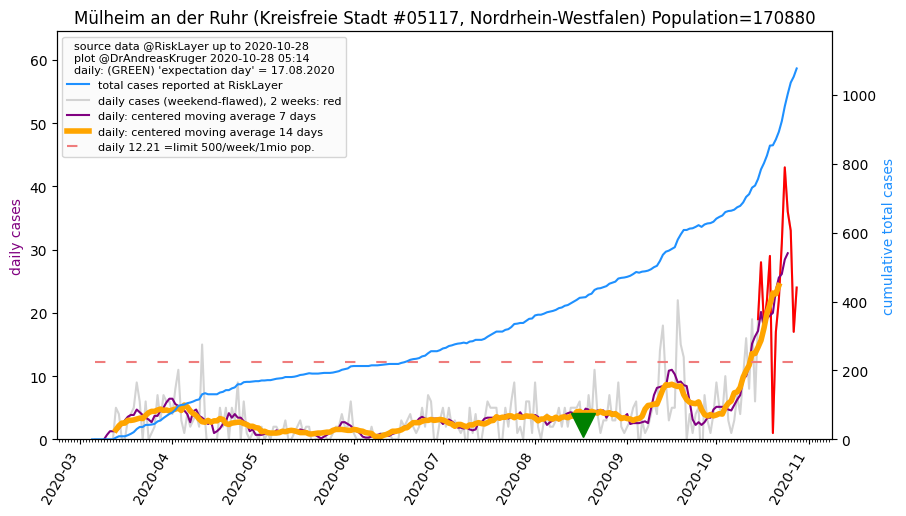 Mülheim an der Ruhr (Kreisfreie Stadt #05117, Nordrhein-Westfalen) Population=170880
source data @RiskLayer up to 2020-10-28
plot @DrAndreasKruger 2020-10-28 05:14
daily: (GREEN) 'expectation day' = 17.08.2020
total cases reported at RiskLayer
daily cases (weekend-flawed), 2 weeks: red
daily: centered moving average 7 days
daily: centered moving average 14 days
daily 12.21 =limit 500/week/1mio pop.
daily cases
60
50
40
30
20
10
0
cumulative total cases
1000
800
600
400
200
0
2020-03
2020-04
2020-05
2020-06
2020-07
2020-08
2020-09
2020-10
2020-11